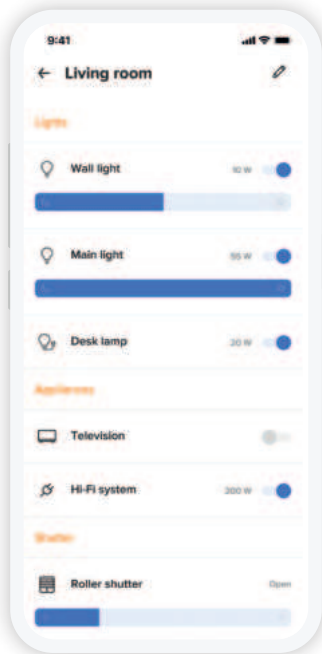 9:41
Living room
Lights
Wall light 10 W
Main light 55 W
Desk lamp 20 W
Appliances
Television
Hi-Fi system 200 W
Shutter
Roller shutter Open